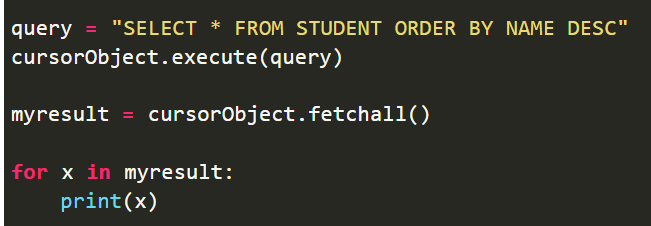 query = "SELECT * FROM STUDENT ORDER BY NAME DESC"
cursorObject.execute(query)
myresult = cursorObject.fetchall()
for x in myresult:
    print(x)